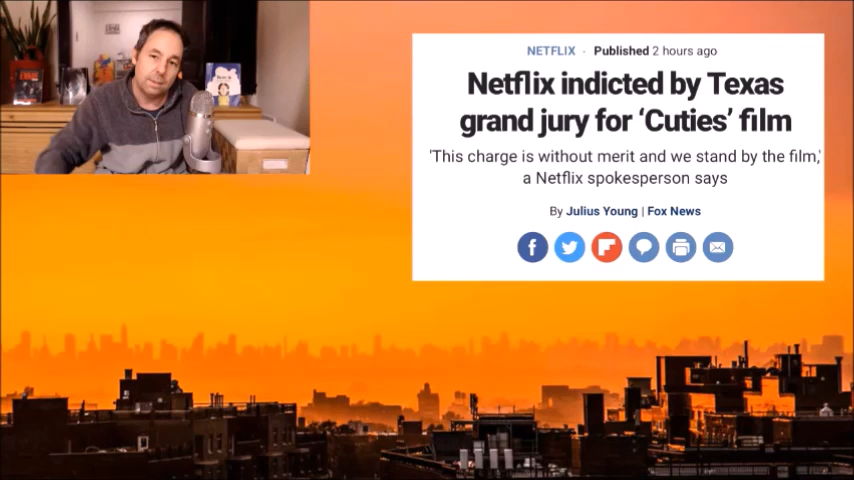 NETFLIX · Published 2 hours ago
Netflix indicted by Texas
grand jury for ‘Cuties’ film
'This charge is without merit and we stand by the film,'
a Netflix spokesperson says
By Julius Young | Fox News